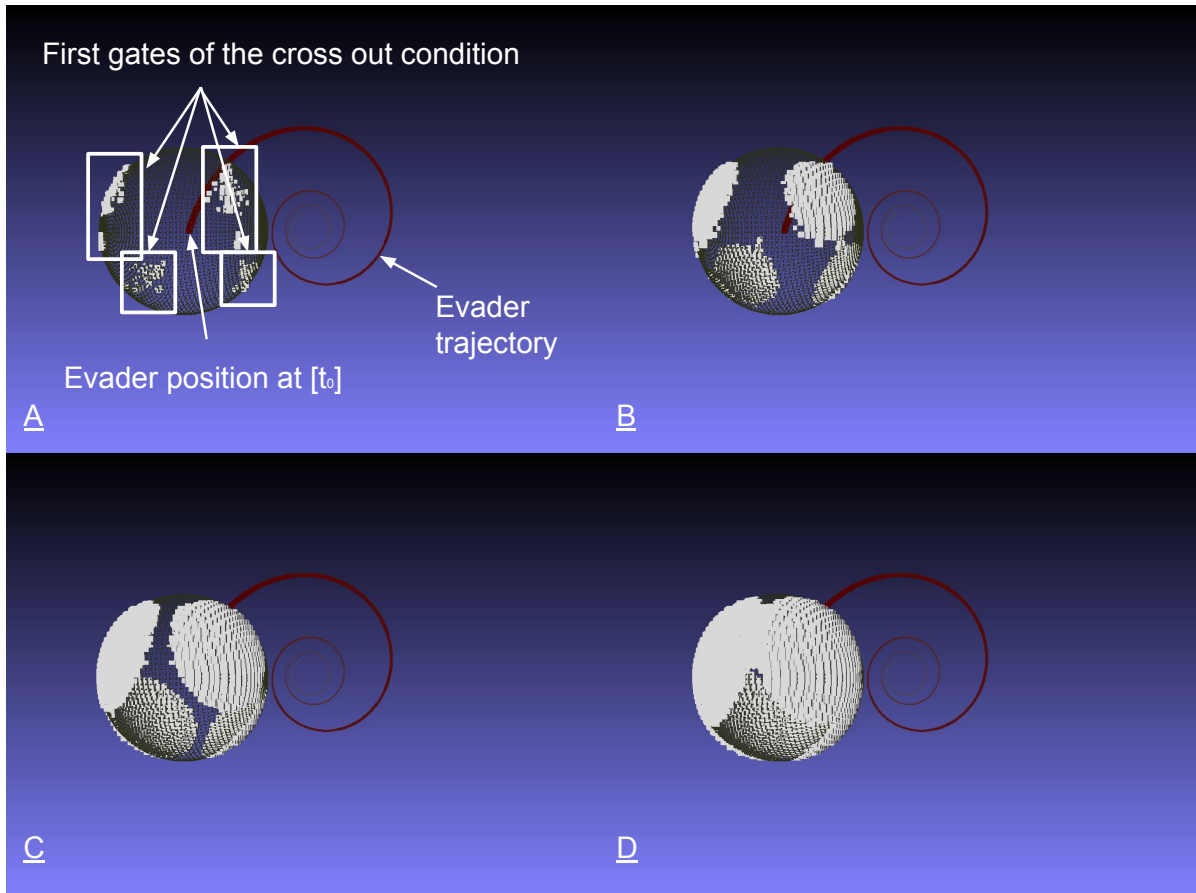 First gates of the cross out condition
Evader
trajectory
Evader position at [t₀]
A
B
C
D